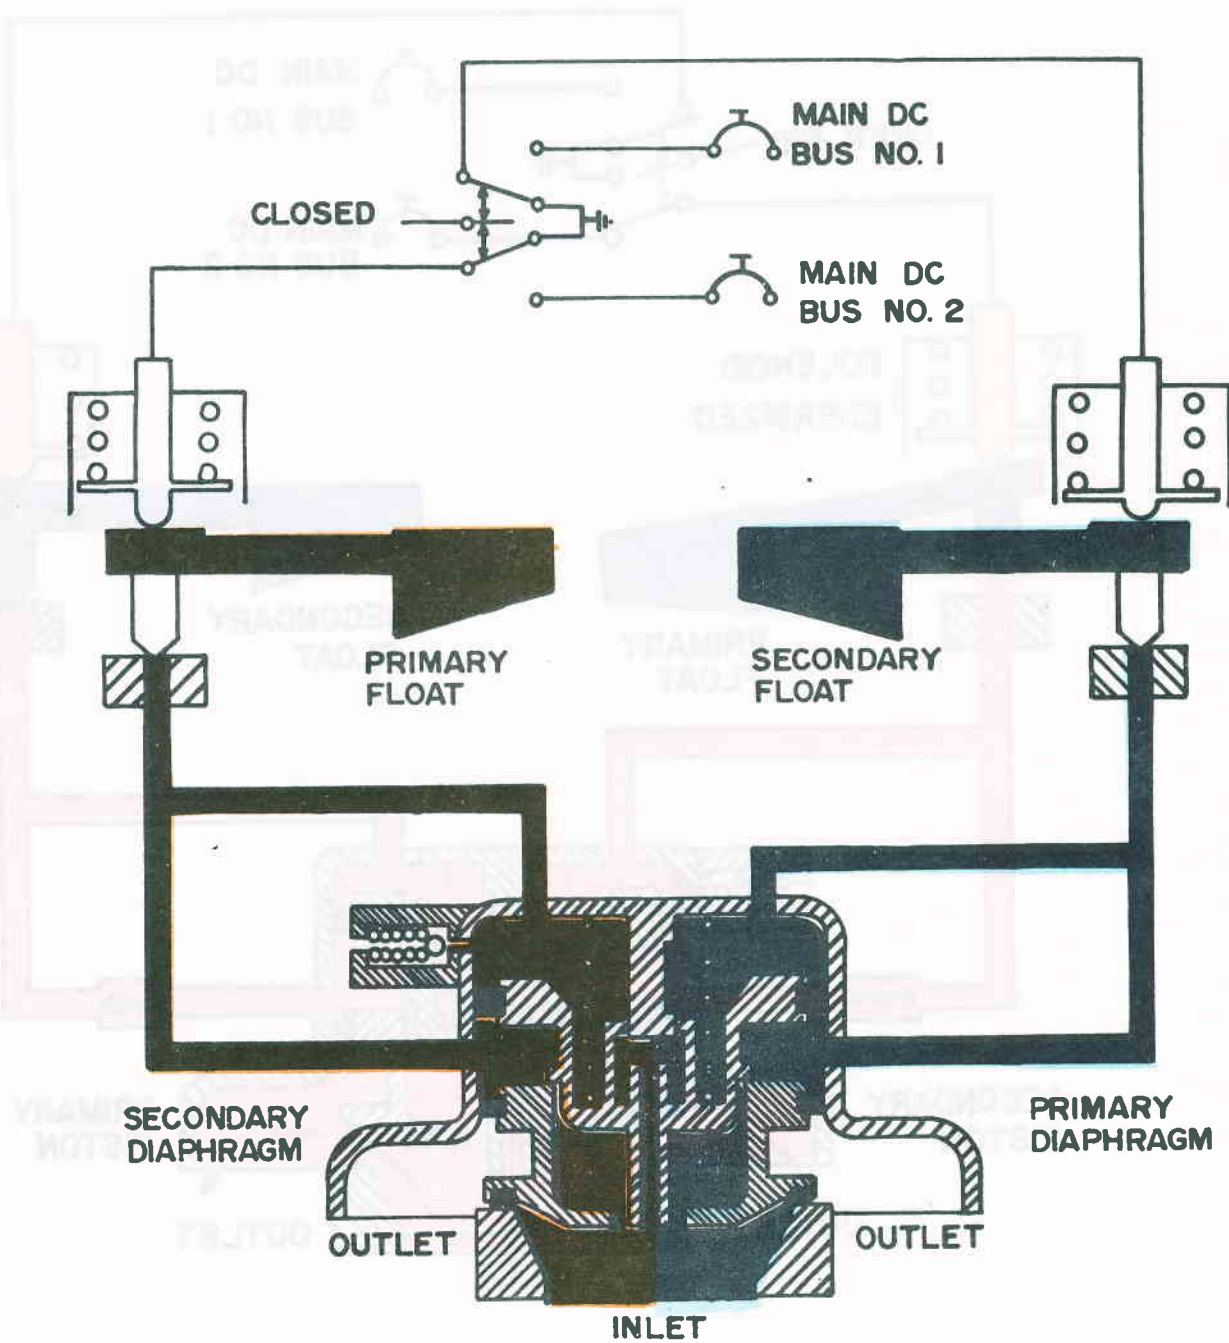 MAIN DC
BUS NO. 1
CLOSED
MAIN DC
BUS NO. 2
PRIMARY
FLOAT
SECONDARY
FLOAT
SECONDARY
DIAPHRAGM
PRIMARY
DIAPHRAGM
OUTLET
OUTLET
INLET